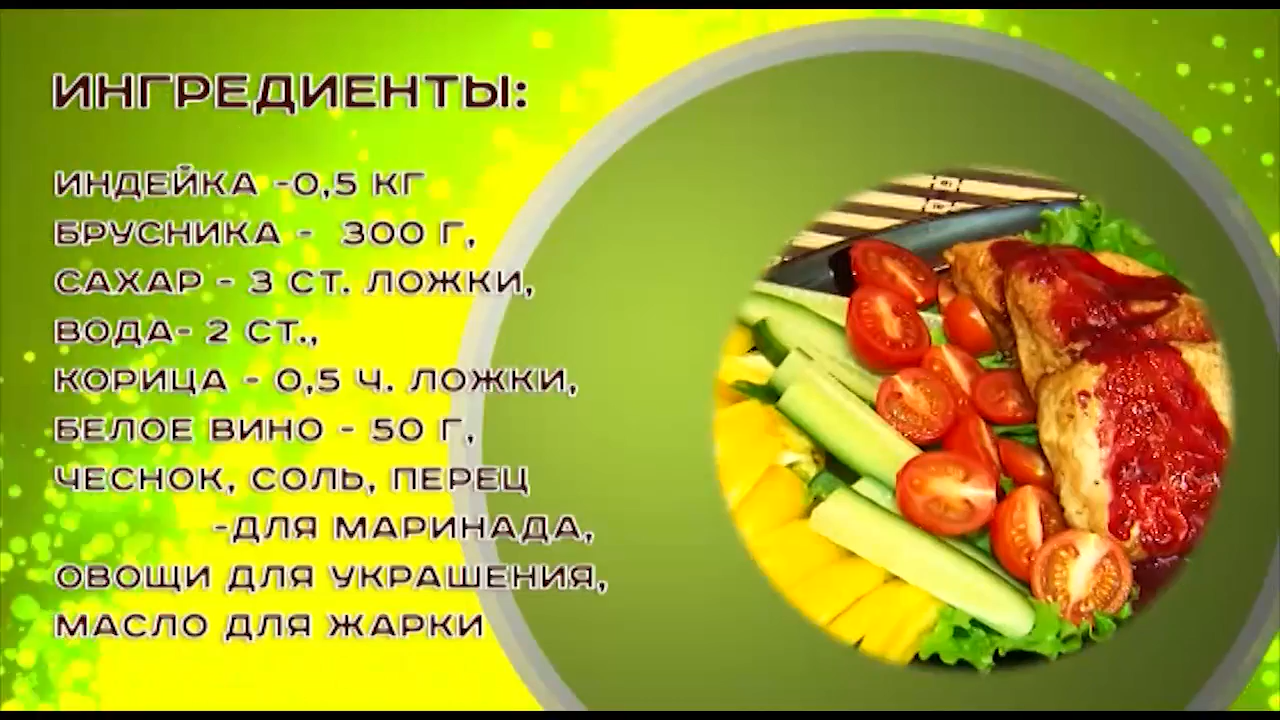 ИНГРЕДИЕНТЫ:
ИНДЕЙКА -0,5 КГ
БРУСНИКА - 300 Г,
САХАР - 3 СТ. ЛОЖКИ,
ВОДА- 2 СТ.,
КОРИЦА - 0,5 Ч. ЛОЖКИ,
БЕЛОЕ ВИНО - 50 Г,
ЧЕСНОК, СОЛЬ, ПЕРЕЦ
-ДЛЯ МАРИНАДА,
ОВОЩИ ДЛЯ УКРАШЕНИЯ,
МАСЛО ДЛЯ ЖАРКИ